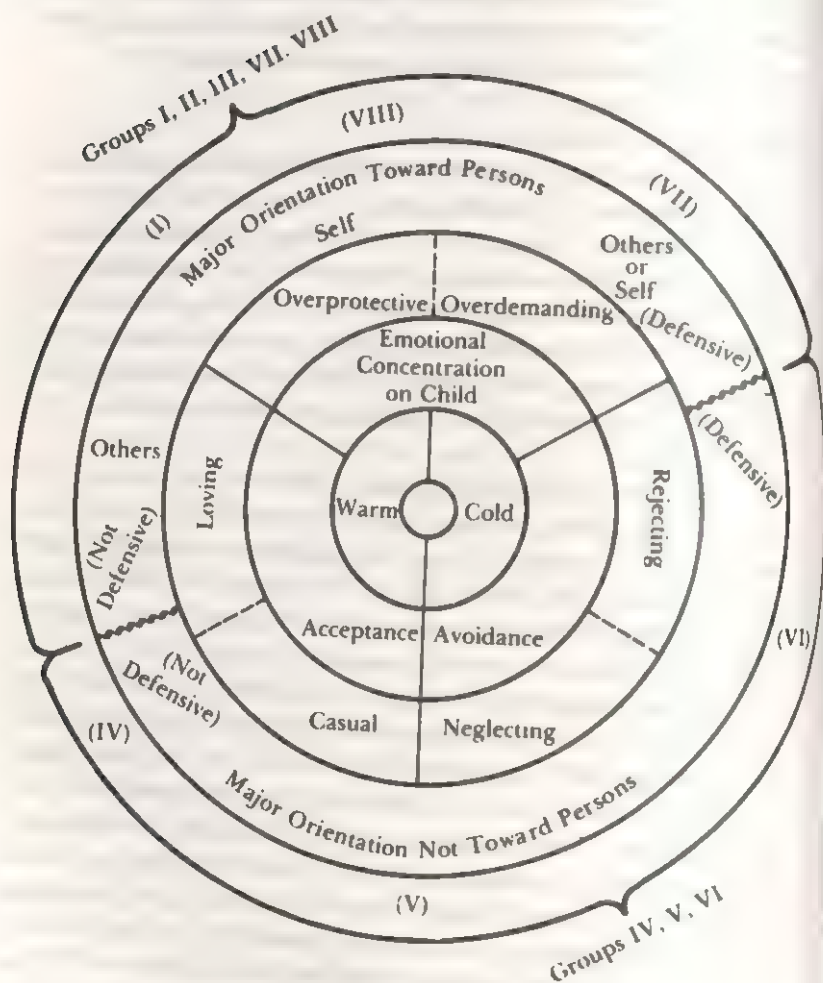 Groups I, II, III, VII. VIII
(VIII)
(I)
(VII)
Major Orientation Toward Persons
Self
Others
or
Self
(Defensive)
(Defensive)
Overprotective
Overdemanding
Emotional
Concentration
on Child
Others
(Not
Defensive)
Loving
Warm
Cold
Rejecting
Acceptance
Avoidance
(Not
Defensive)
Casual
Neglecting
(IV)
(VI)
Major Orientation Not Toward Persons
(V)
Groups IV, V, VI